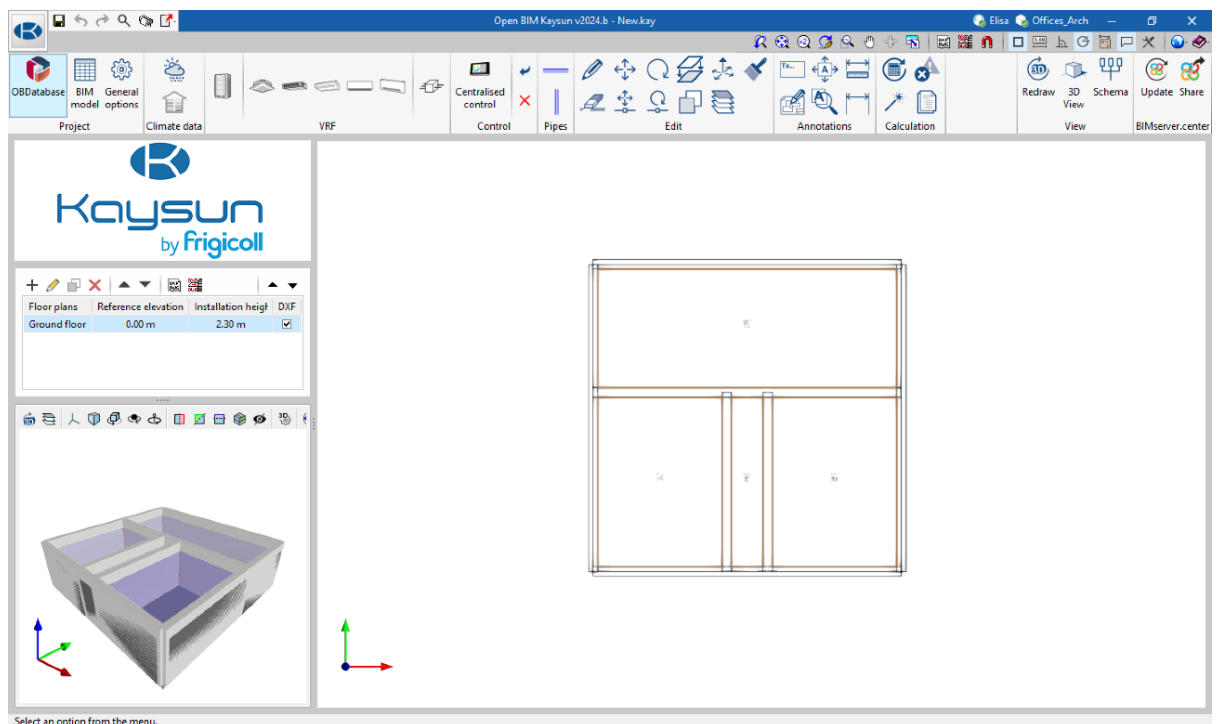 Open BIM Kaysun v2024.b - New.kay
Elisa
Offices_Arch
OBDatabase
BIM model
General options
Centralised control
Redraw
3D View
Schema
Update
Share
Project
Climate data
VRF
Control
Pipes
Edit
Annotations
Calculation
View
BIMserver.center
Kaysun
by Frigicoll
Floor plans Reference elevation Installation heigh DXF
Ground floor 0.00 m 2.30 m
Select an option from the menu.